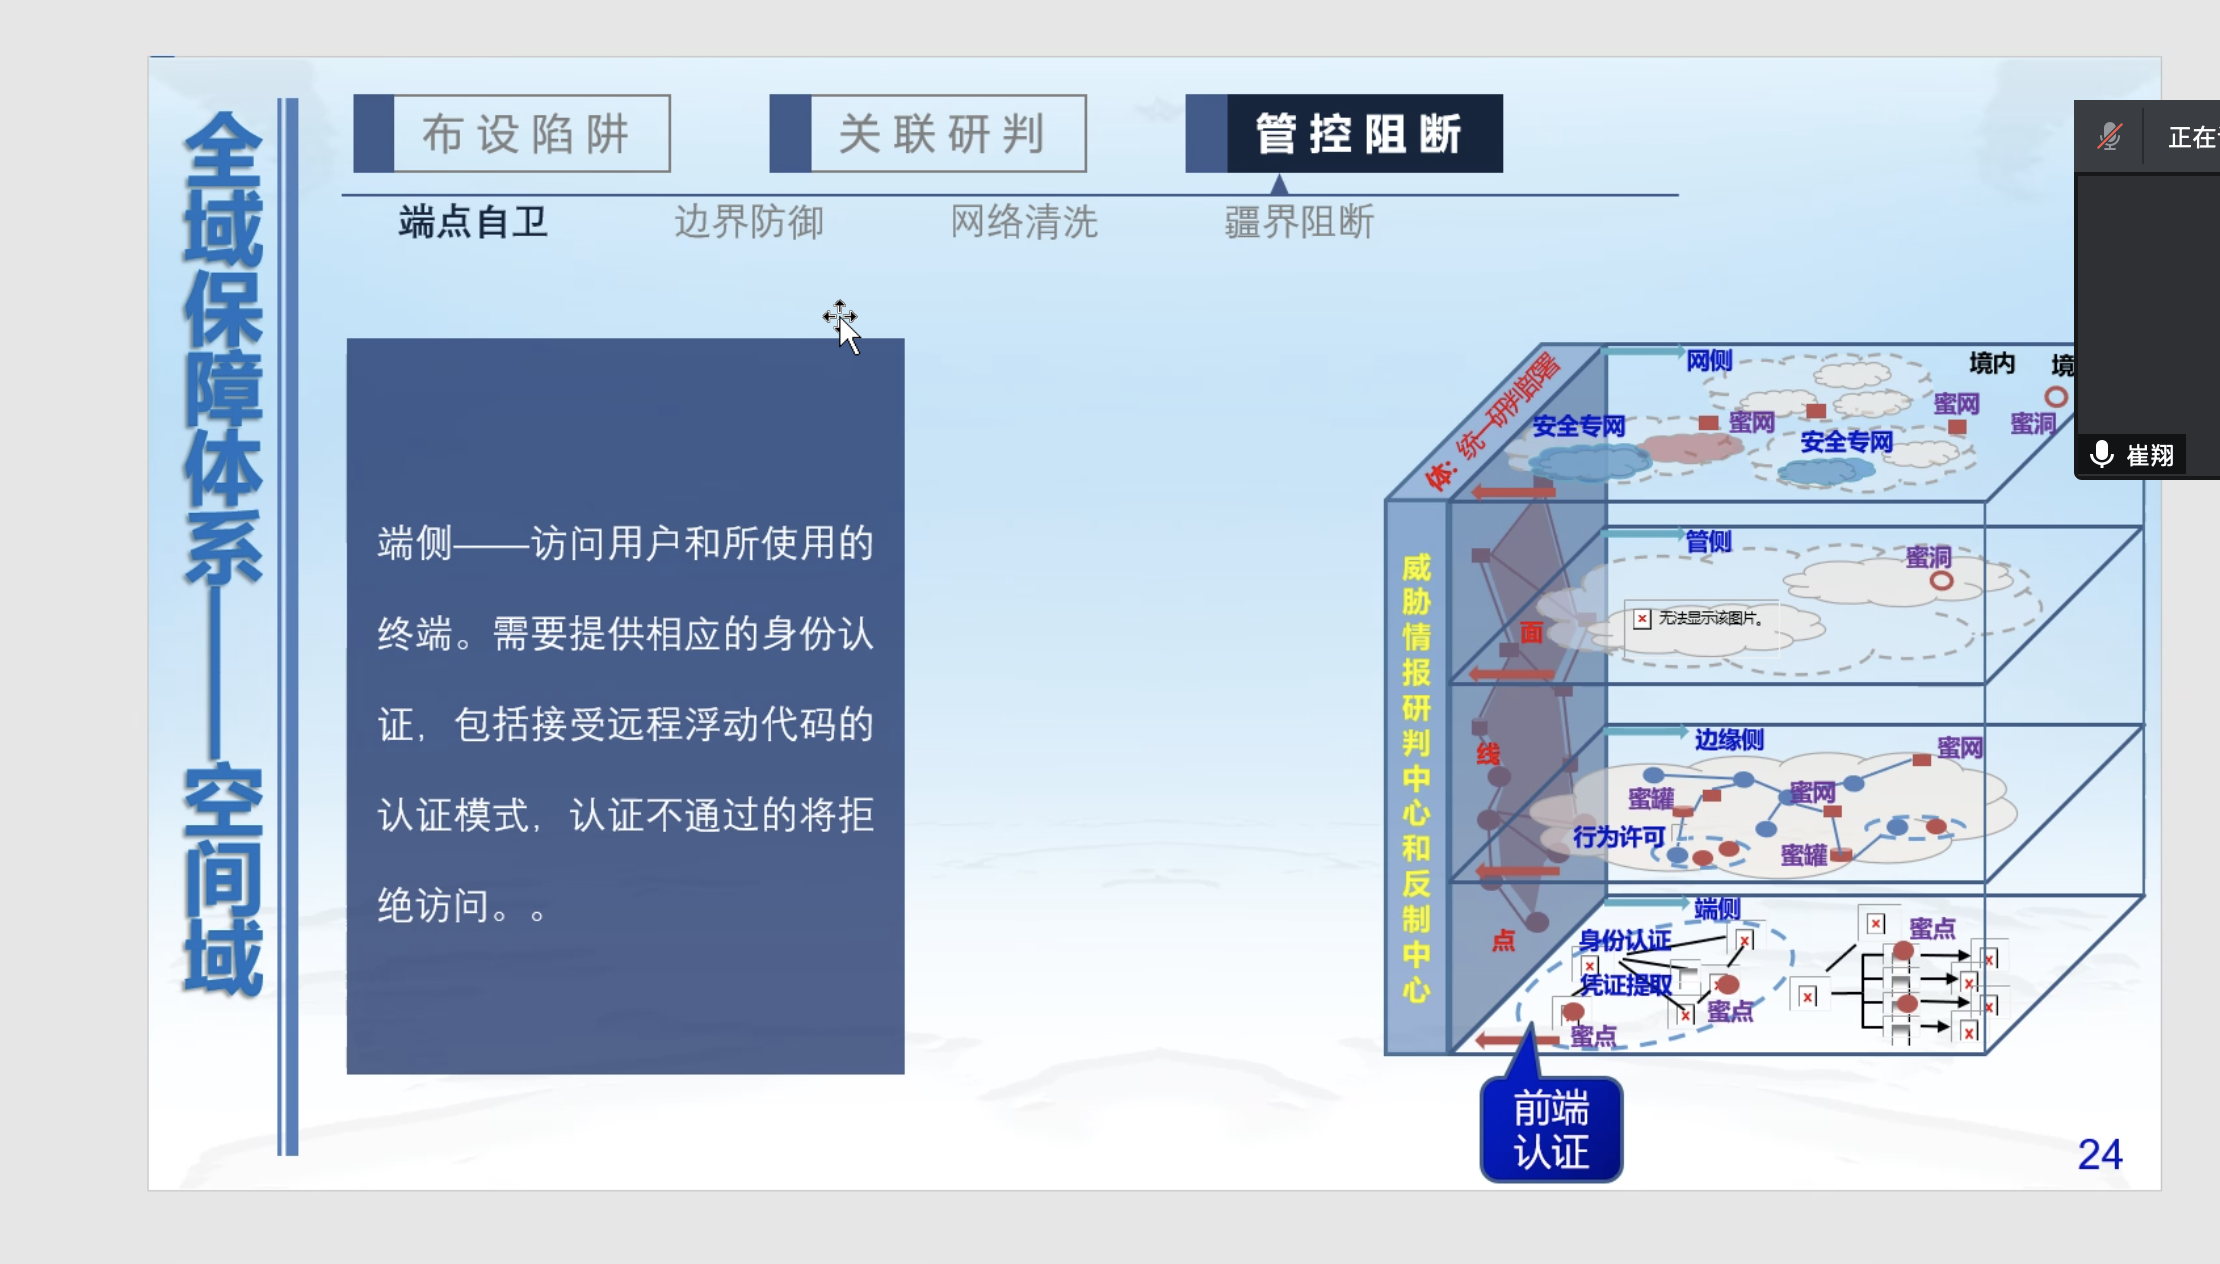 全域保障体系——空间域
布设陷阱
关联研判
管控阻断
端点自卫
边界防御
网络清洗
疆界阻断
端侧——访问用户和所使用的
终端。需要提供相应的身份认
证，包括接受远程浮动代码的
认证模式，认证不通过的将拒
绝访问。。
体：统一研判部署
威胁情报研判中心和反制中心
网侧
境内
境
安全专网
蜜网
安全专网
蜜网
蜜洞
面
管侧
蜜洞
无法显示该图片。
线
边缘侧
蜜网
蜜罐
蜜网
行为许可
蜜罐
点
端侧
身份认证
凭证提取
蜜点
蜜点
蜜点
前端
认证
24
正在
崔翔